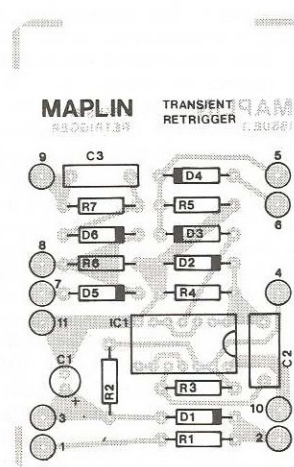 MAPLIN TRANSIENT
RETRIGGER
9 C3 5
D4
R7 R5 6
D6 D3
8 R6 D2
7 D5 R4 4
11 IC1
C1 R2 C2
+ R3
3 D1 10
1 R1 2